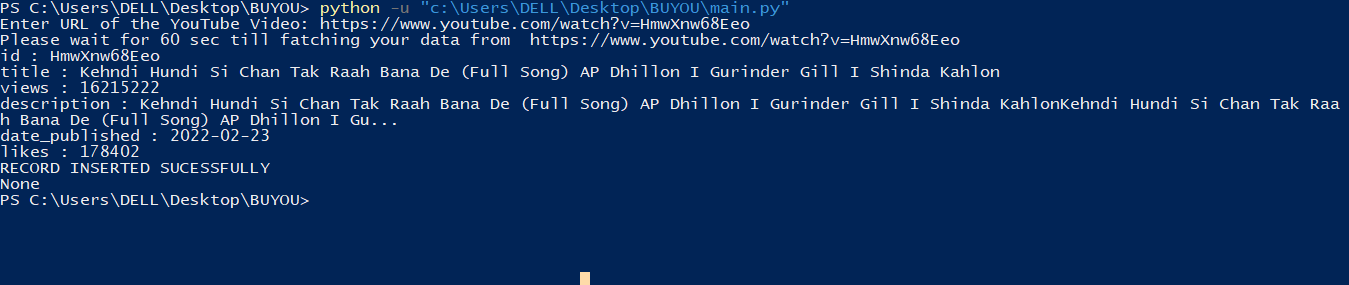 PS C:\Users\DELL\Desktop\BUYOU> python -u "c:\Users\DELL\Desktop\BUYOU\main.py"
Enter URL of the YouTube Video: https://www.youtube.com/watch?v=HmwXnw68Eeo
Please wait for 60 sec till fatching your data from  https://www.youtube.com/watch?v=HmwXnw68Eeo
id : HmwXnw68Eeo
title : Kehndi Hundi Si Chan Tak Raah Bana De (Full Song) AP Dhillon I Gurinder Gill I Shinda Kahlon
views : 16215222
description : Kehndi Hundi Si Chan Tak Raah Bana De (Full Song) AP Dhillon I Gurinder Gill I Shinda KahlonKehndi Hundi Si Chan Tak Raa
h Bana De (Full Song) AP Dhillon I Gu...
date_published : 2022-02-23
likes : 178402
RECORD INSERTED SUCESSFULLY
None
PS C:\Users\DELL\Desktop\BUYOU>